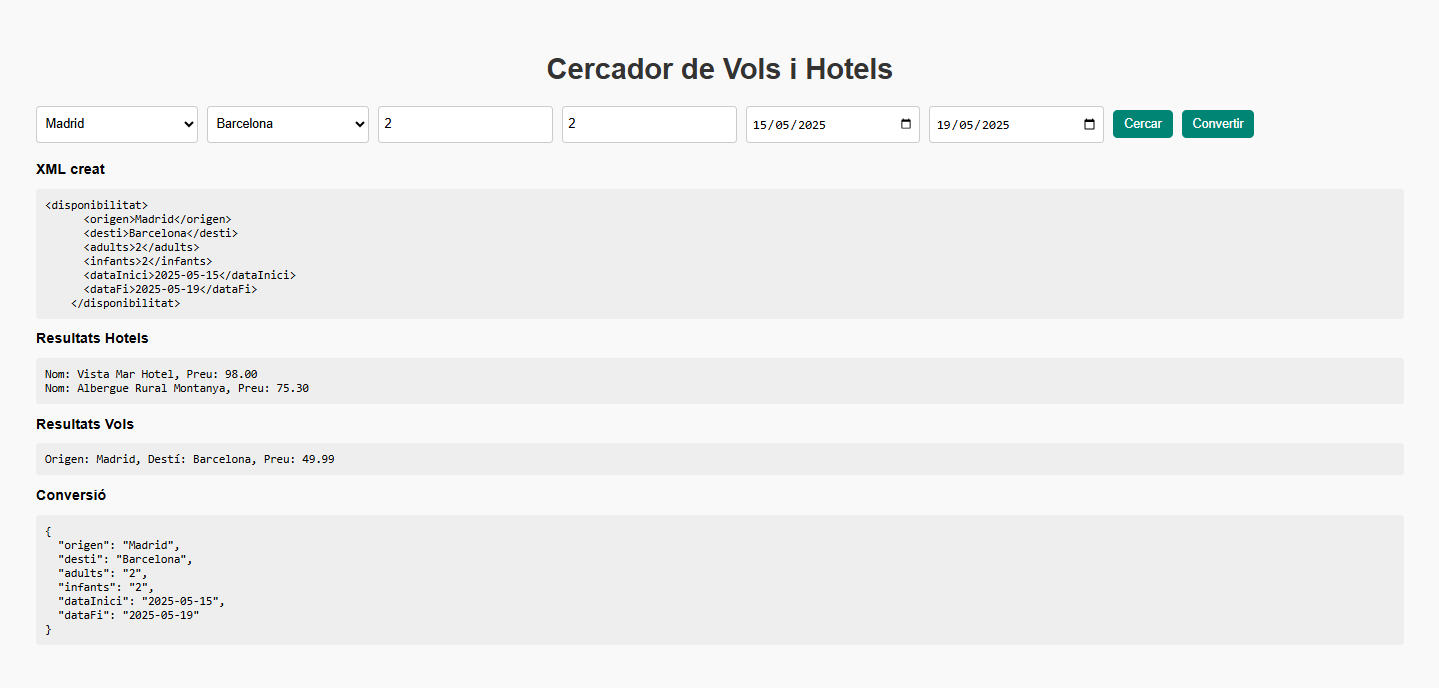 Cercador de Vols i Hotels
Madrid Barcelona 2 2 15/05/2025 19/05/2025 Cercar Convertir
XML creat
<disponibilitat>
<origen>Madrid</origen>
<desti>Barcelona</desti>
<adults>2</adults>
<infants>2</infants>
<dataInici>2025-05-15</dataInici>
<dataFi>2025-05-19</dataFi>
</disponibilitat>
Resultats Hotels
Nom: Vista Mar Hotel, Preu: 98.00
Nom: Albergue Rural Montanya, Preu: 75.30
Resultats Vols
Origen: Madrid, Destí: Barcelona, Preu: 49.99
Conversió
{
"origen": "Madrid",
"desti": "Barcelona",
"adults": "2",
"infants": "2",
"dataInici": "2025-05-15",
"dataFi": "2025-05-19"
}